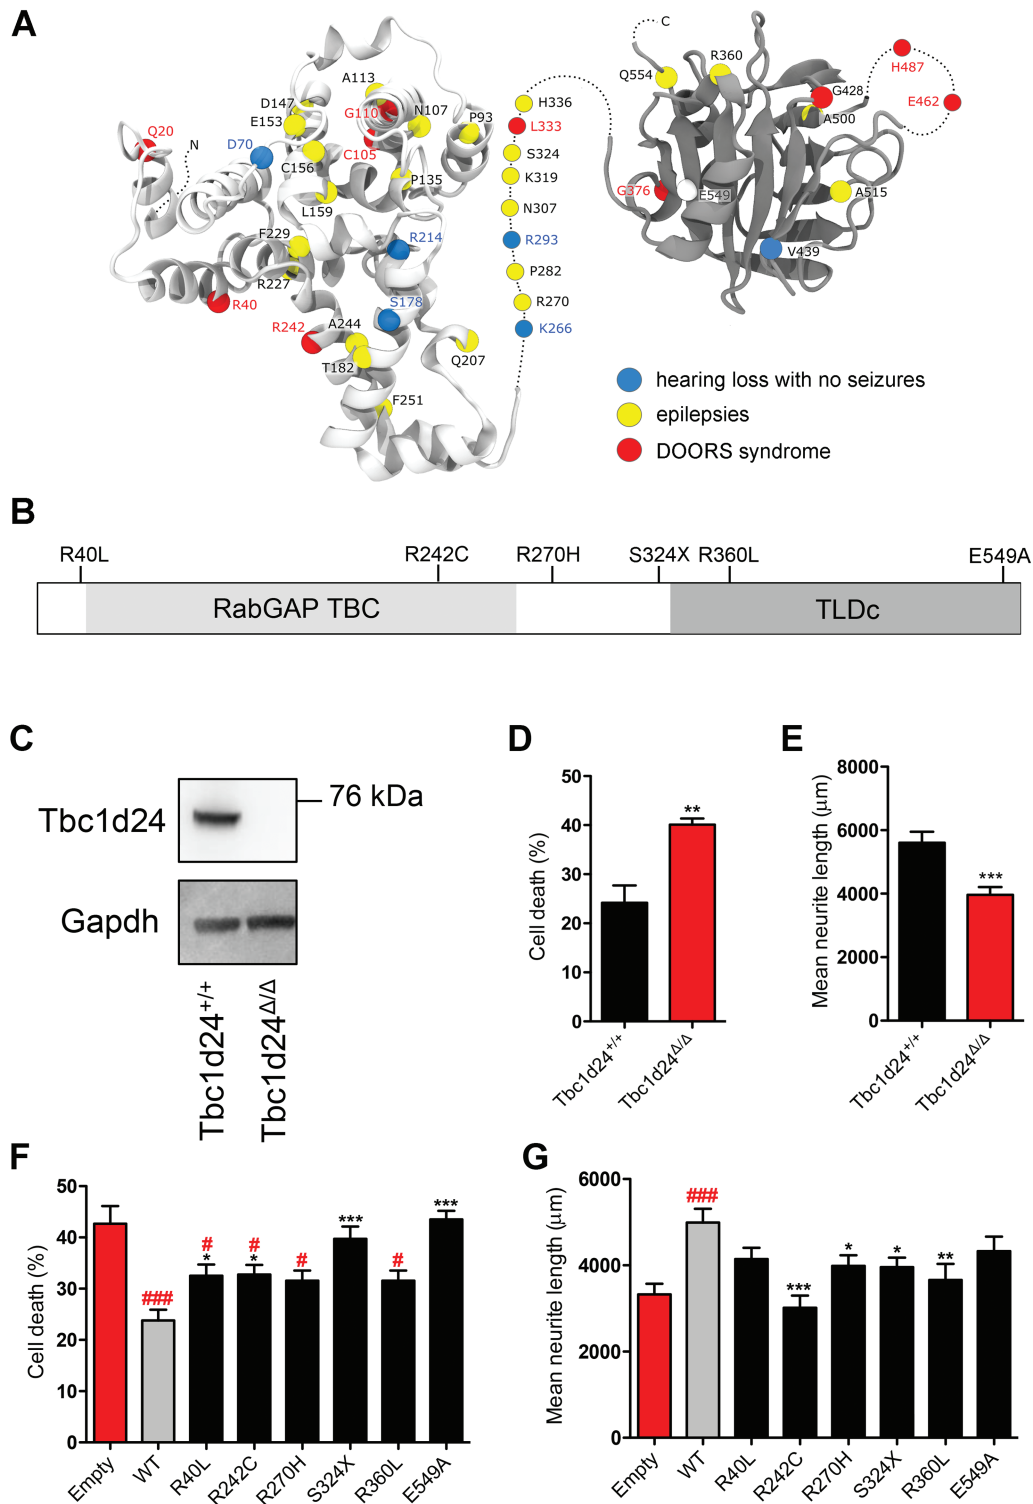 A
A113
D147
E153
G110
N107
P93
Q20
N
D70
C156
C105
P135
L159
F229
R227
R214
S178
R40
R242
A244
T182
Q207
F251
H336
L333
S324
K319
N307
R293
P282
R270
K266
C
Q554
R360
H487
G428
E462
A500
G376
E549
A515
V439
hearing loss with no seizures
epilepsies
DOORS syndrome
B
R40L R242C R270H S324X R360L E549A
RabGAP TBC TLDc
C
Tbc1d24
76 kDa
Gapdh
Tbc1d24+/+
Tbc1d24Δ/Δ
D
Cell death (%)
50
40
30
20
10
0
**
Tbc1d24+/+
Tbc1d24Δ/Δ
E
Mean neurite length (μm)
8000
6000
4000
2000
0
***
Tbc1d24+/+
Tbc1d24Δ/Δ
F
Cell death (%)
50
40
30
20
10
0
###
#
*
#
*
#
***
#
***
Empty
WT
R40L
R242C
R270H
S324X
R360L
E549A
G
Mean neurite length (μm)
6000
4000
2000
0
###
***
*
*
**
Empty
WT
R40L
R242C
R270H
S324X
R360L
E549A